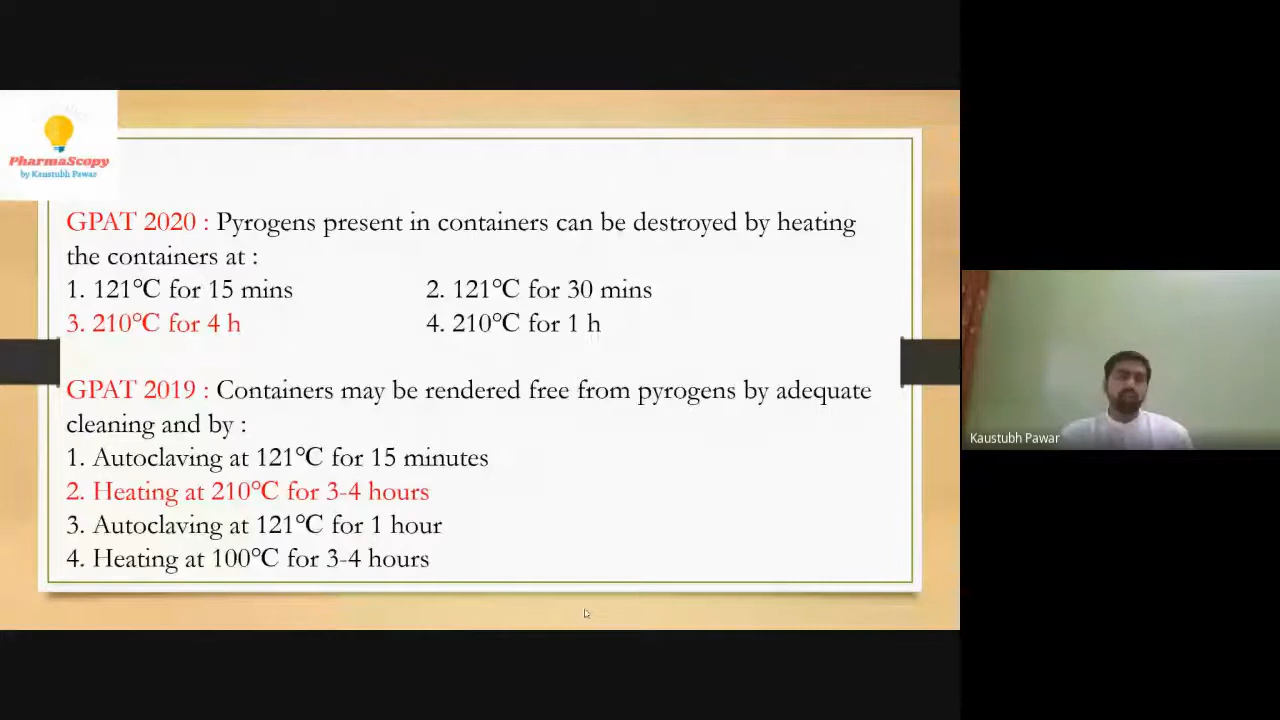 PharmaScopy
by Kaustubh Pawar
GPAT 2020 : Pyrogens present in containers can be destroyed by heating
the containers at :
1. 121℃ for 15 mins 2. 121℃ for 30 mins
3. 210℃ for 4 h 4. 210℃ for 1 h
GPAT 2019 : Containers may be rendered free from pyrogens by adequate
cleaning and by :
1. Autoclaving at 121℃ for 15 minutes
2. Heating at 210℃ for 3-4 hours
3. Autoclaving at 121℃ for 1 hour
4. Heating at 100℃ for 3-4 hours
Kaustubh Pawar